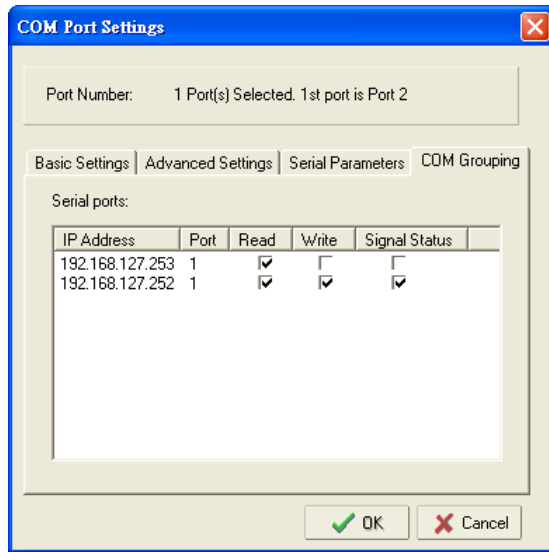 COM Port Settings
Port Number: 1 Port(s) Selected. 1st port is Port 2
Basic Settings Advanced Settings Serial Parameters COM Grouping
Serial ports:
IP Address Port Read Write Signal Status
192.168.127.253 1
192.168.127.252 1
OK Cancel